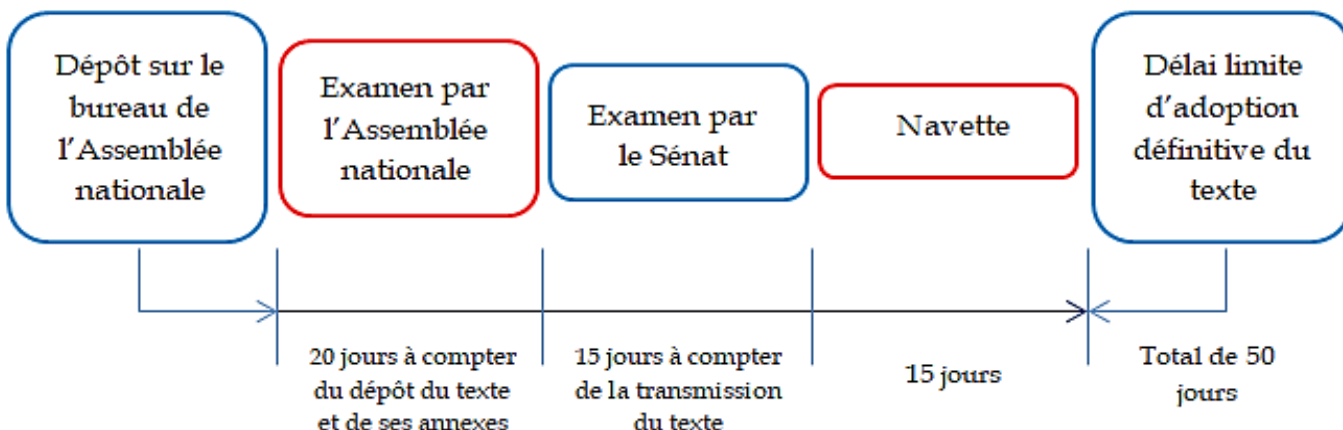 Dépôt sur le
bureau de
l'Assemblée
nationale
Examen par
l'Assemblée
nationale
Examen par
le Sénat
Navette
Délai limite
d'adoption
définitive du
texte
20 jours à compter
du dépôt du texte
et de ses annexes
15 jours à compter
de la transmission
du texte
15 jours
Total de 50
jours